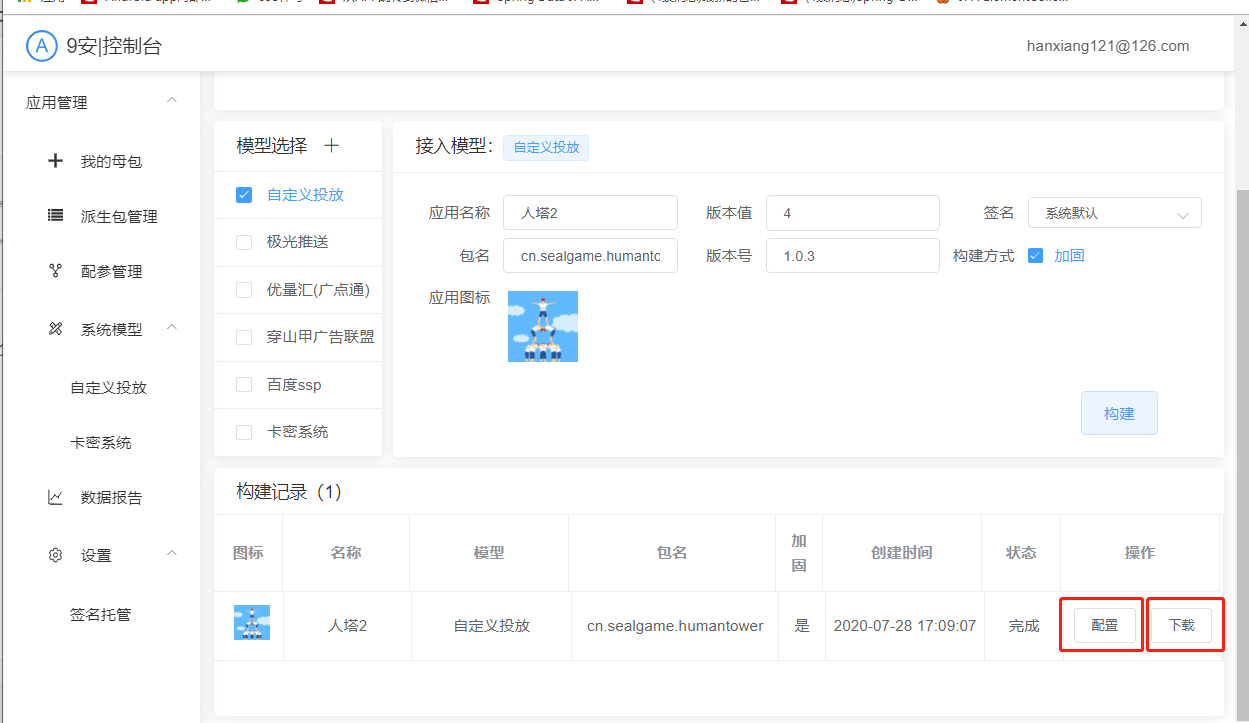 A 9安|控制台
hanxiang121@126.com
应用管理
我的母包
派生包管理
配参管理
系统模型
自定义投放
卡密系统
数据报告
设置
签名托管
模型选择
自定义投放
极光推送
优量汇(广点通)
穿山甲广告联盟
百度ssp
卡密系统
接入模型： 自定义投放
应用名称 人塔2 版本值 4 签名 系统默认
包名 cn.sealgame.humantc 版本号 1.0.3 构建方式 加固
应用图标
构建
构建记录（1）
图标 名称 模型 包名 加固 创建时间 状态 操作
人塔2 自定义投放 cn.sealgame.humantower 是 2020-07-28 17:09:07 完成 配置 下载